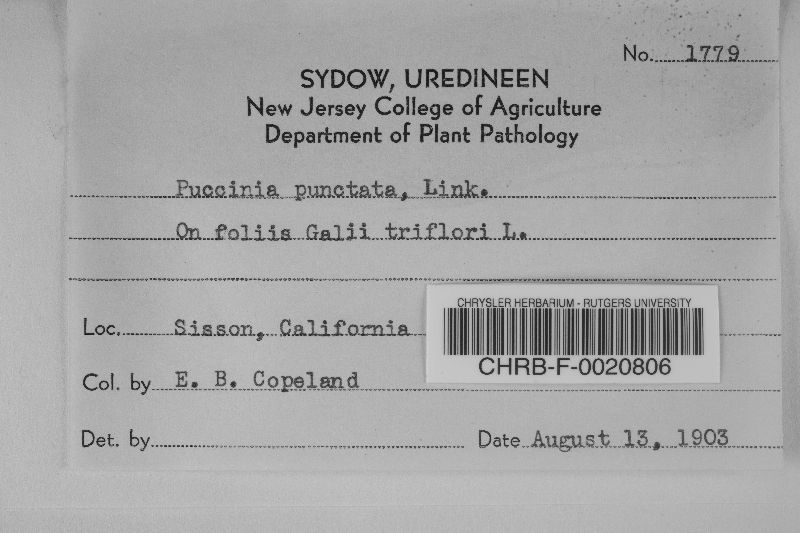 No. 1779
SYDOW, UREDINEEN
New Jersey College of Agriculture
Department of Plant Pathology
Puccinia punctata, Link.
On foliis Galii triflori L.
CHRYSLER HERBARIUM - RUTGERS UNIVERSITY
Loc. Sisson, California
CHRB-F-0020806
Col. by E. B. Copeland
Det. by
Date August 13, 1903